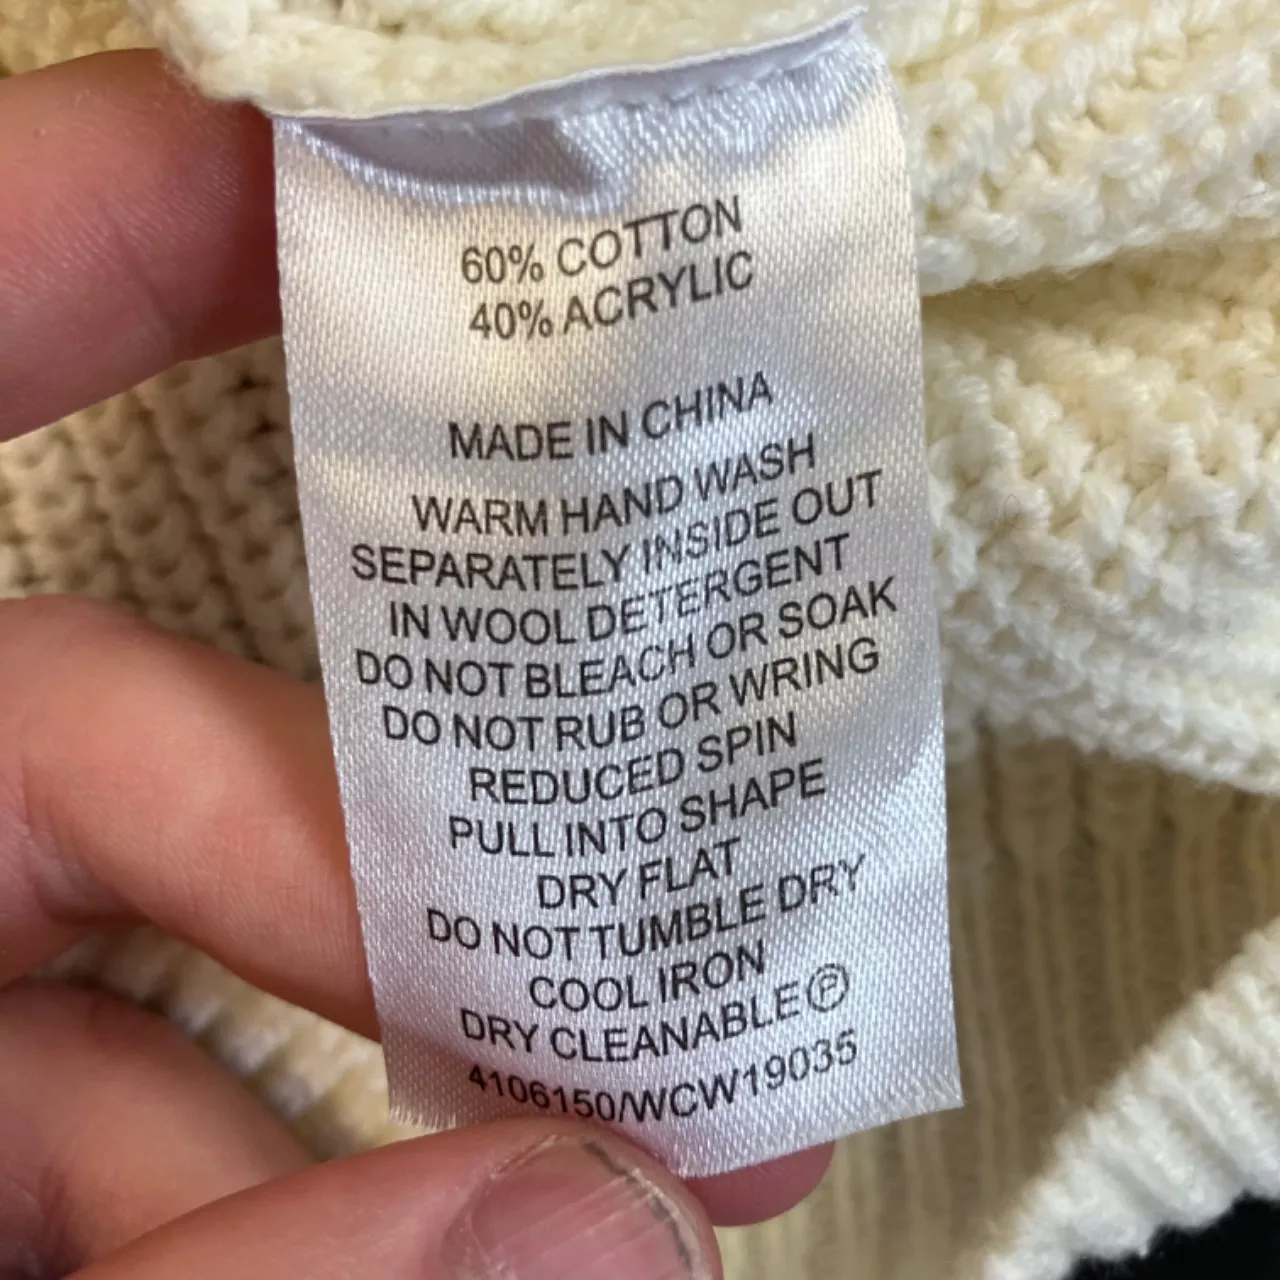 60% COTTON
40% ACRYLIC
MADE IN CHINA
WARM HAND WASH
SEPARATELY INSIDE OUT
IN WOOL DETERGENT
DO NOT BLEACH OR SOAK
DO NOT RUB OR WRING
REDUCED SPIN
PULL INTO SHAPE
DRY FLAT
DO NOT TUMBLE DRY
COOL IRON
DRY CLEANABLE Ⓟ
4106150/WCW19035